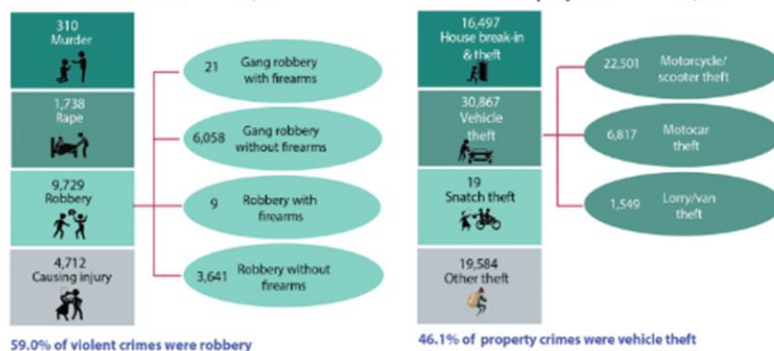 310
Murder
1,738
Rape
9,729
Robbery
4,712
Causing injury
21 Gang robbery
with firearms
6,058 Gang robbery
without firearms
9 Robbery with
firearms
3,641 Robbery without
firearms
59.0% of violent crimes were robbery
16,497
House break-in
& theft
30,867
Vehicle
theft
19
Snatch theft
19,584
Other theft
22,501 Motorcycle/
scooter theft
6,817 Motocar
theft
1,549 Lorry/van
theft
46.1% of property crimes were vehicle theft